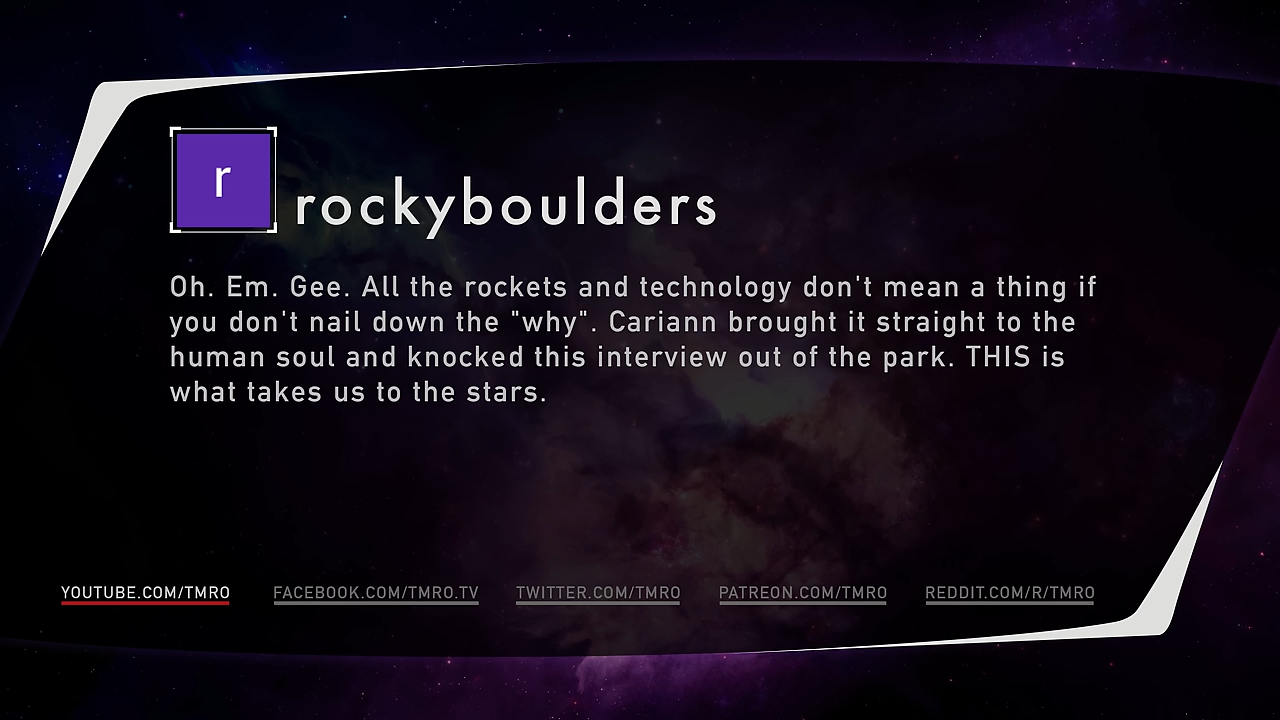 r
rockyboulders
Oh. Em. Gee. All the rockets and technology don't mean a thing if
you don't nail down the "why". Cariann brought it straight to the
human soul and knocked this interview out of the park. THIS is
what takes us to the stars.
YOUTUBE.COM/TMRO FACEBOOK.COM/TMRO.TV TWITTER.COM/TMRO PATREON.COM/TMRO REDDIT.COM/R/TMRO